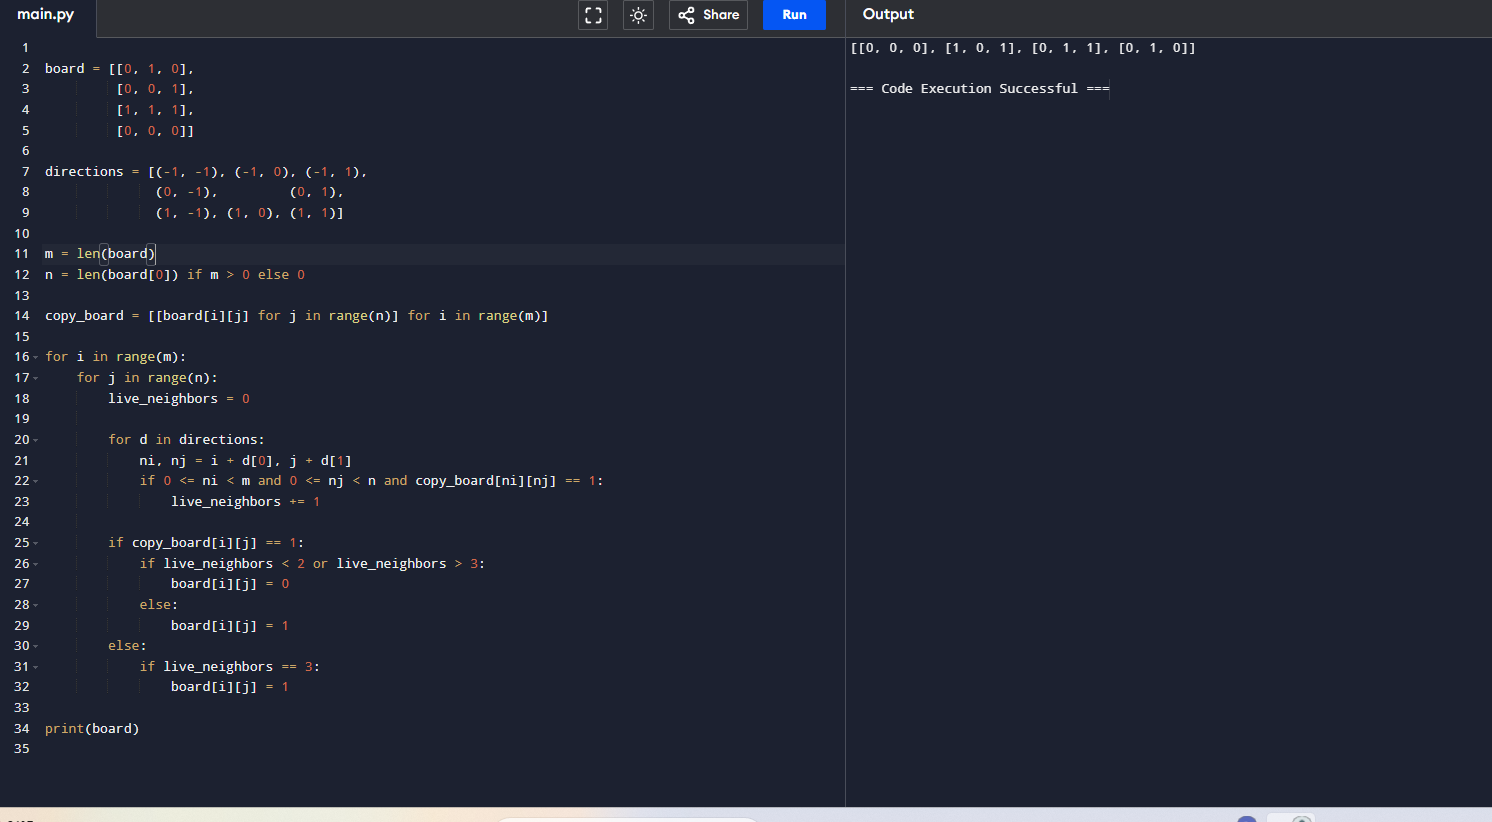 main.py
Share
Run
Output
1
2 board = [[0, 1, 0],
3          [0, 0, 1],
4          [1, 1, 1],
5          [0, 0, 0]]
6
7 directions = [(-1, -1), (-1, 0), (-1, 1),
8               (0, -1),         (0, 1),
9               (1, -1), (1, 0), (1, 1)]
10
11 m = len(board)
12 n = len(board[0]) if m > 0 else 0
13
14 copy_board = [[board[i][j] for j in range(n)] for i in range(m)]
15
16 for i in range(m):
17     for j in range(n):
18         live_neighbors = 0
19
20         for d in directions:
21             ni, nj = i + d[0], j + d[1]
22             if 0 <= ni < m and 0 <= nj < n and copy_board[ni][nj] == 1:
23                 live_neighbors += 1
24
25         if copy_board[i][j] == 1:
26             if live_neighbors < 2 or live_neighbors > 3:
27                 board[i][j] = 0
28             else:
29                 board[i][j] = 1
30         else:
31             if live_neighbors == 3:
32                 board[i][j] = 1
33
34 print(board)
35
[[0, 0, 0], [1, 0, 1], [0, 1, 1], [0, 1, 0]]
=== Code Execution Successful ===